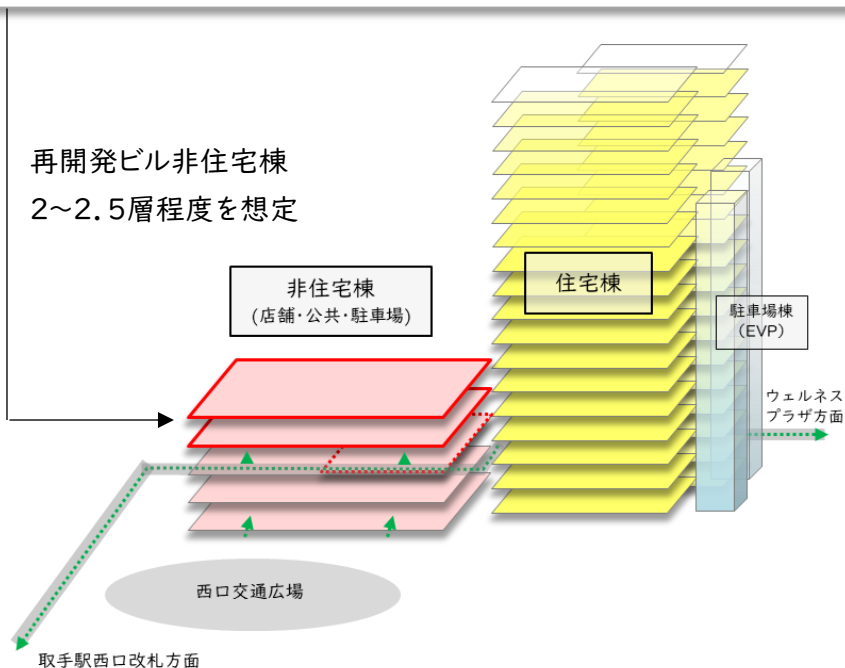 再開発ビル非住宅棟
2~2.5層程度を想定
非住宅棟
(店舗・公共・駐車場)
住宅棟
駐車場棟
(EVP)
ウェルネス
プラザ方面
西口交通広場
取手駅西口改札方面